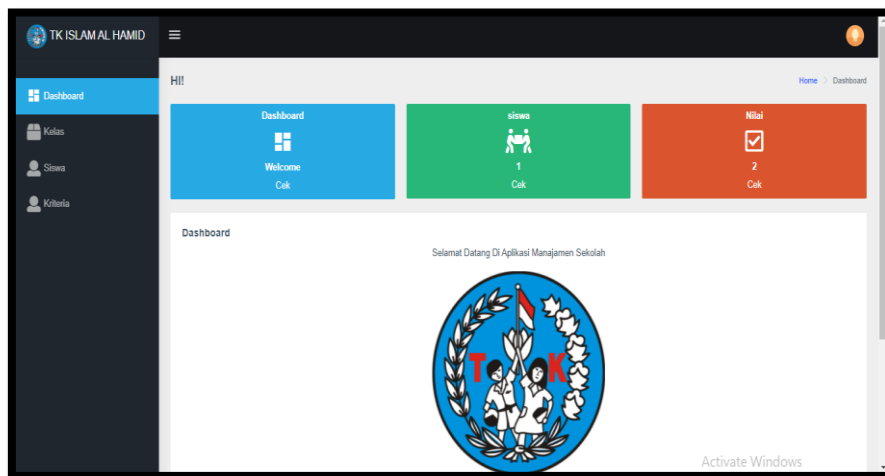 TK ISLAM AL HAMID
HI!
Home > Dashboard
Dashboard
Kelas
Siswa
Kriteria
Dashboard
Welcome
Cek
siswa
1
Cek
Nilai
2
Cek
Dashboard
Selamat Datang Di Aplikasi Manajamen Sekolah
T K
Activate Windows